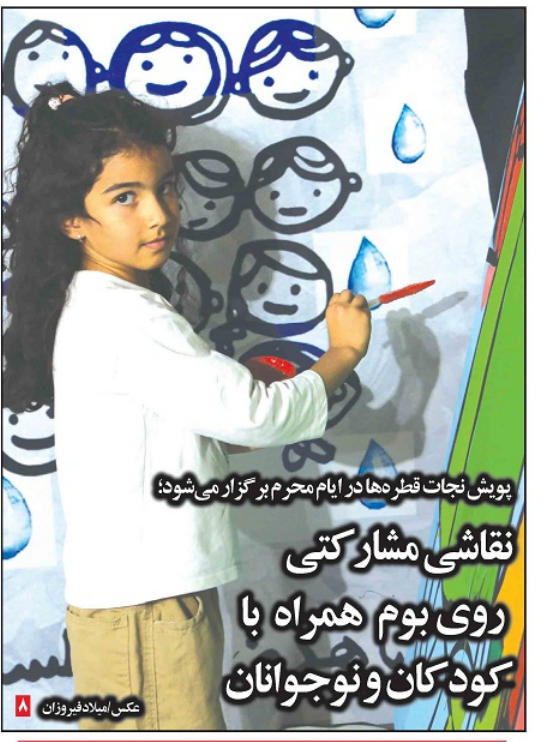 پویش نجات قطره‌ها در ایام محرم برگزار می‌شود؛
نقاشی مشارکتی
روی بوم همراه با
کودکان و نوجوانان
عکس/میلاد فیروزان
۸